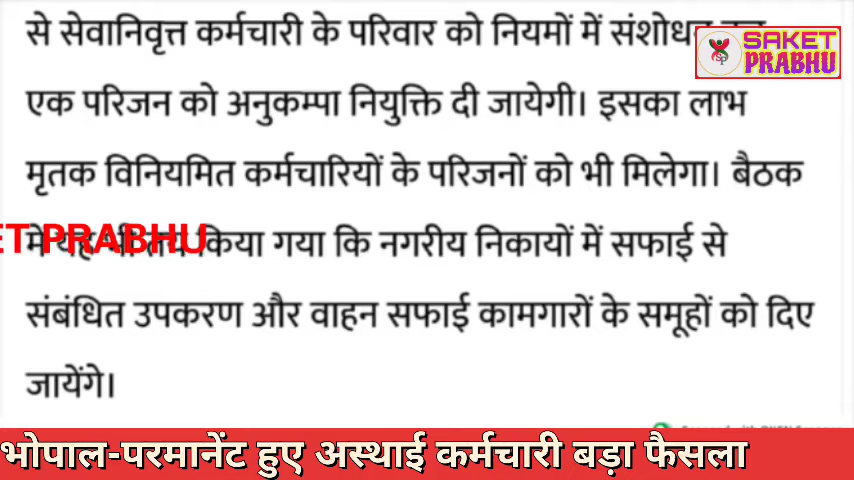 से सेवानिवृत्त कर्मचारी के परिवार को नियमों में संशोधन
SAKET
PRABHU
एक परिजन को अनुकम्पा नियुक्ति दी जायेगी। इसका लाभ
मृतक विनियमित कर्मचारियों के परिजनों को भी मिलेगा। बैठक
ET PRABHU
किया गया कि नगरीय निकायों में सफाई से
संबंधित उपकरण और वाहन सफाई कामगारों के समूहों को दिए
जायेंगे।
भोपाल-परमानेंट हुए अस्थाई कर्मचारी बड़ा फैसला